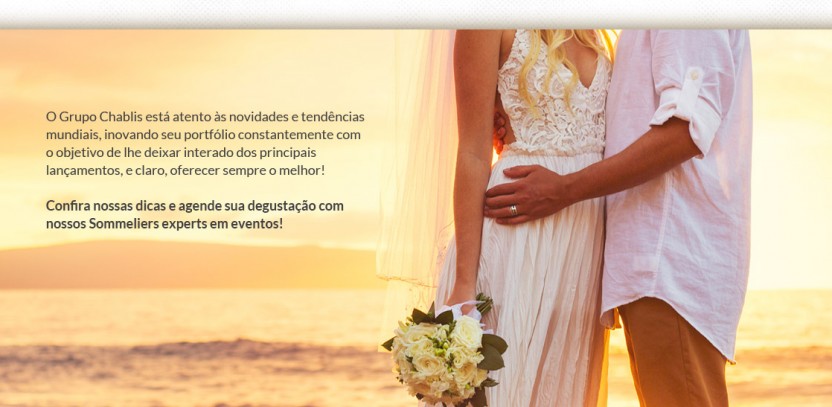 O Grupo Chablis está atento às novidades e tendências
mundiais, inovando seu portfólio constantemente com
o objetivo de lhe deixar interado dos principais
lançamentos, e claro, oferecer sempre o melhor!
Confira nossas dicas e agende sua degustação com
nossos Sommeliers experts em eventos!